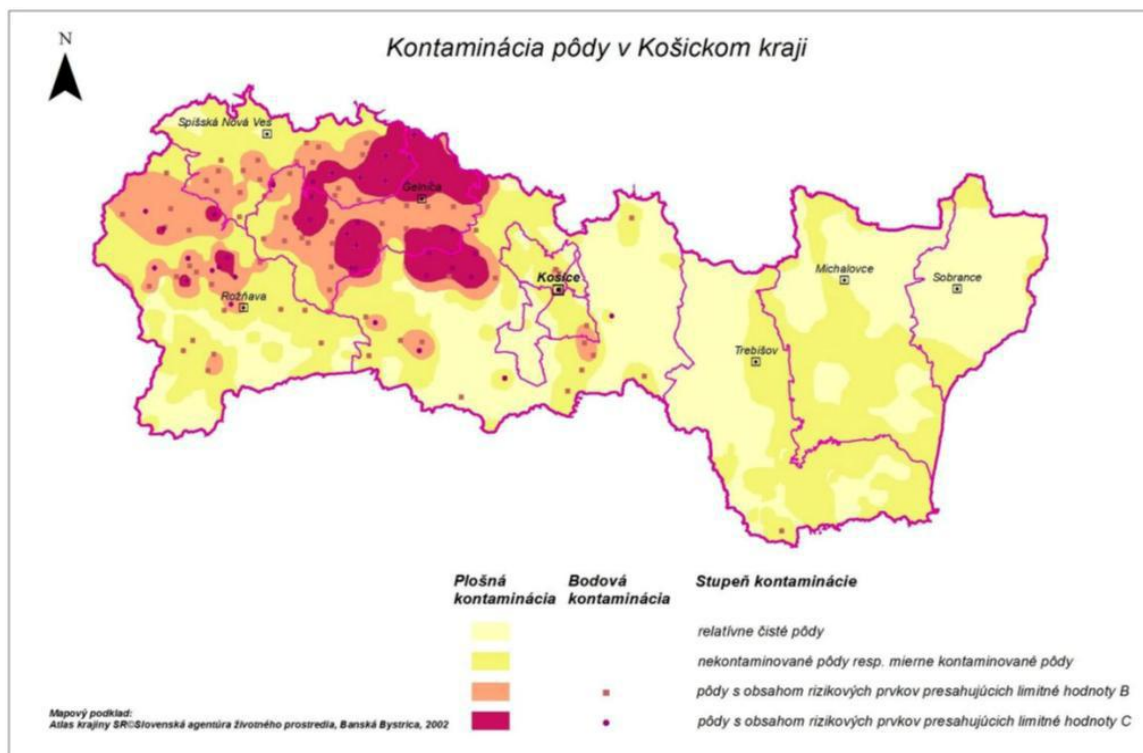 Kontaminácia pôdy v Košickom kraji
N
Spišská Nová Ves
Gelnica
Košice
Rožňava
Michalovce
Sobrance
Trebišov
Plošná kontaminácia
Bodová kontaminácia
Stupeň kontaminácie
relatívne čisté pôdy
nekontaminované pôdy resp. mierne kontaminované pôdy
pôdy s obsahom rizikových prvkov presahujúcich limitné hodnoty B
pôdy s obsahom rizikových prvkov presahujúcich limitné hodnoty C
Mapový podklad:
Atlas krajiny SR©Slovenská agentúra životného prostredia, Banská Bystrica, 2002